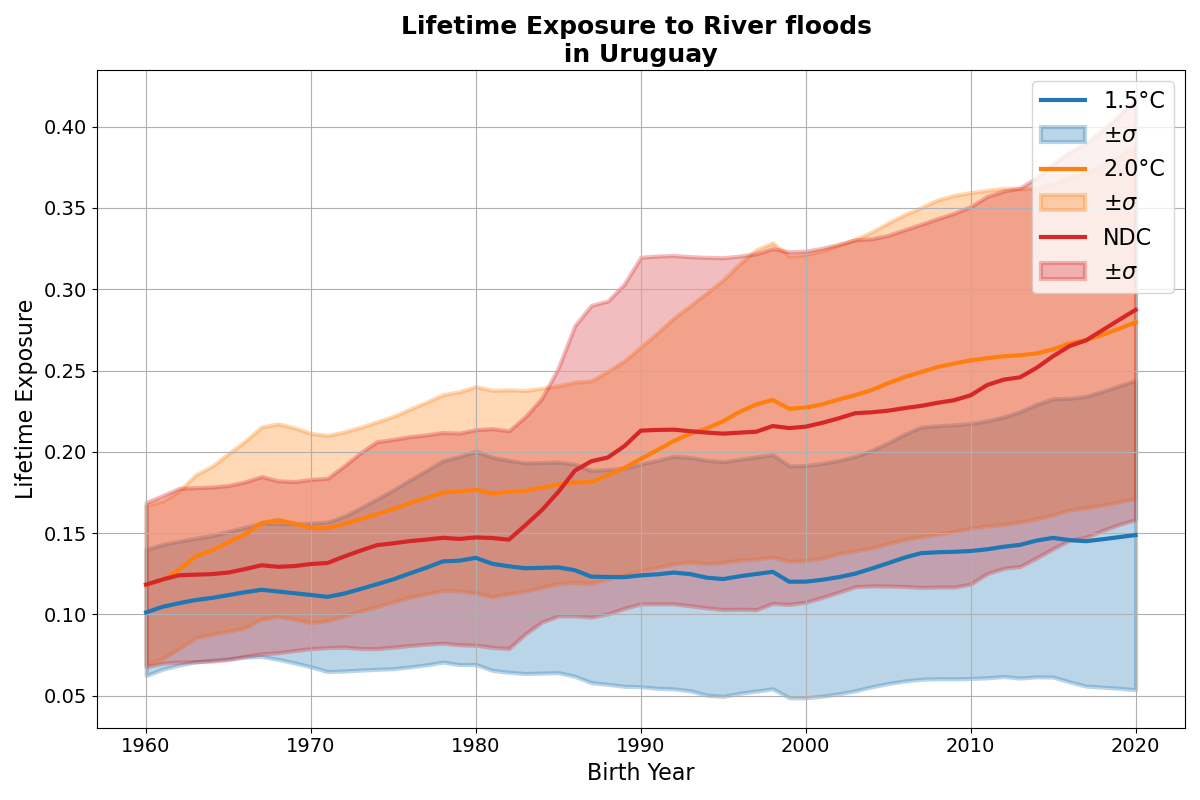 Lifetime Exposure to River floods
in Uruguay
Lifetime Exposure
0.40
0.35
0.30
0.25
0.20
0.15
0.10
0.05
1.5°C
±σ
2.0°C
±σ
NDC
±σ
1960
1970
1980
1990
2000
2010
2020
Birth Year